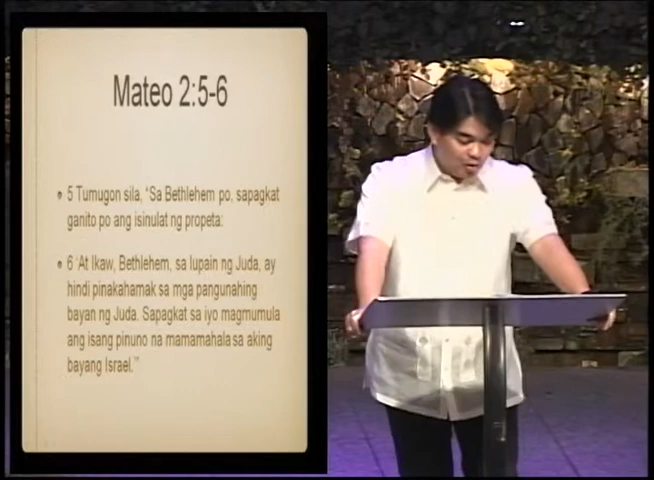 Mateo 2:5-6
• 5 Tumugon sila, "Sa Bethlehem po, sapagkat
ganito po ang isinulat ng propeta:
• 6 'At Ikaw, Bethlehem, sa lupain ng Juda, ay
hindi pinakahamak sa mga pangunahing
bayan ng Juda. Sapagkat sa iyo magmumula
ang isang pinuno na mamamahala sa aking
bayang Israel.'"